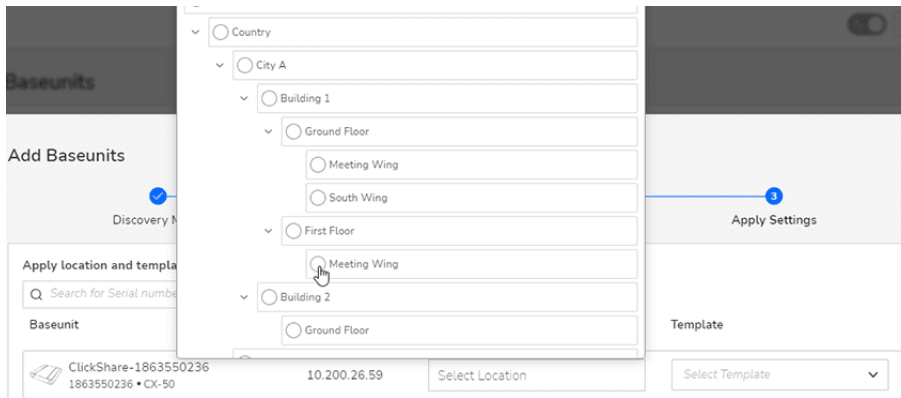 Country
City A
Baseunits
Building 1
Ground Floor
Add Baseunits
Meeting Wing
South Wing
3
Discovery
Apply Settings
First Floor
Apply location and
Meeting Wing
Search for Serial
Building 2
Baseunit
Template
Ground Floor
ClickShare-1863550236
1863550236 • CX-50
10.200.26.59
Select Location
Select Template